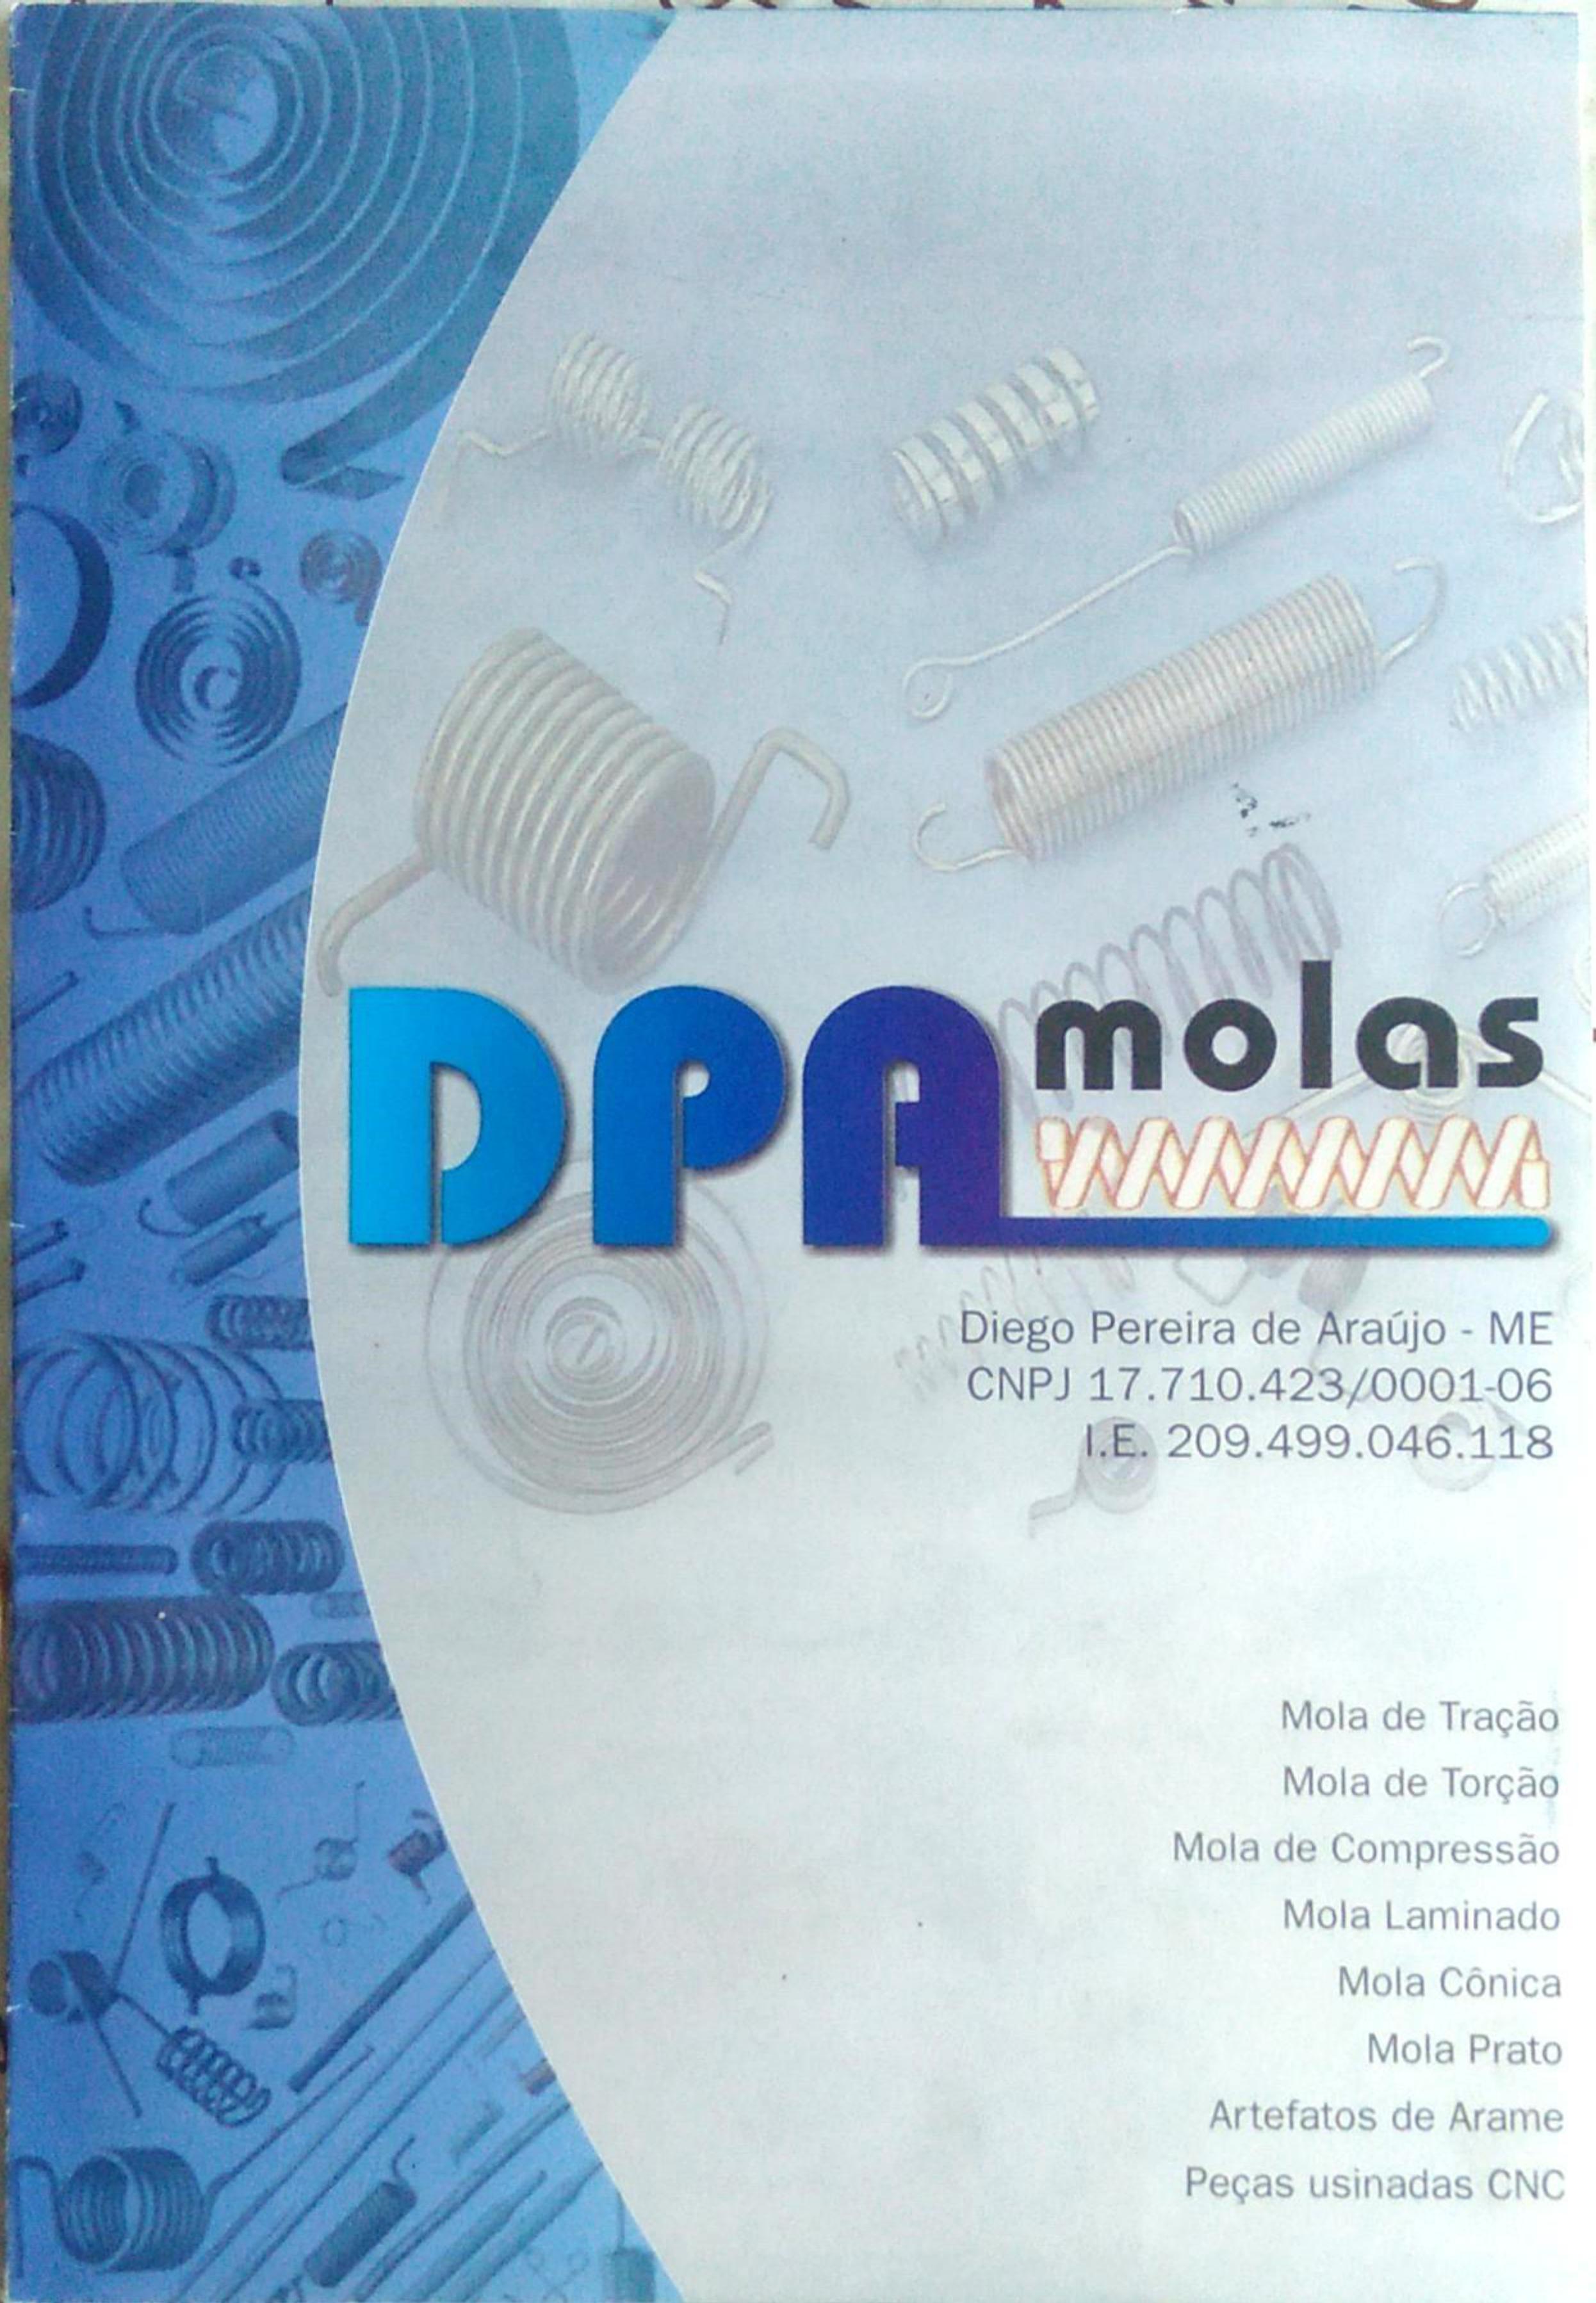 DPA molas
Diego Pereira de Araújo - ME
CNPJ 17.710.423/0001-06
I.E. 209.499.046.118
Mola de Tração
Mola de Torção
Mola de Compressão
Mola Laminado
Mola Cônica
Mola Prato
Artefatos de Arame
Peças usinadas CNC